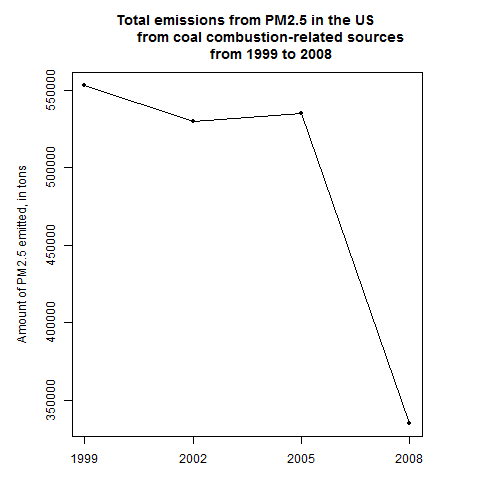 Total emissions from PM2.5 in the US
from coal combustion-related sources
from 1999 to 2008
Amount of PM2.5 emitted, in tons
550000
500000
450000
400000
350000
1999 2002 2005 2008